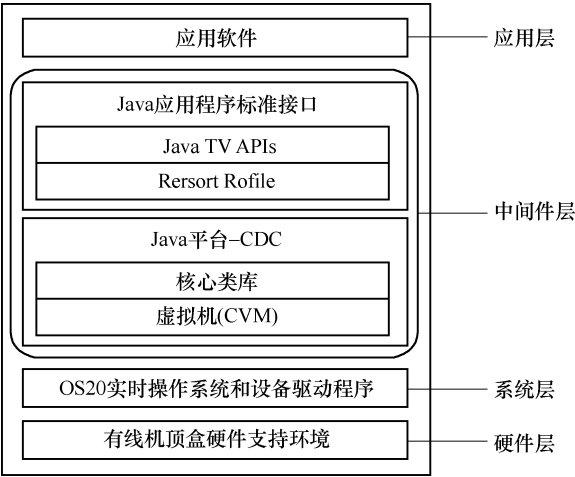 应用软件
应用层
Java应用程序标准接口
Java TV APIs
Rersort Rofile
中间件层
Java平台–CDC
核心类库
虚拟机(CVM)
OS20实时操作系统和设备驱动程序
系统层
有线机顶盒硬件支持环境
硬件层